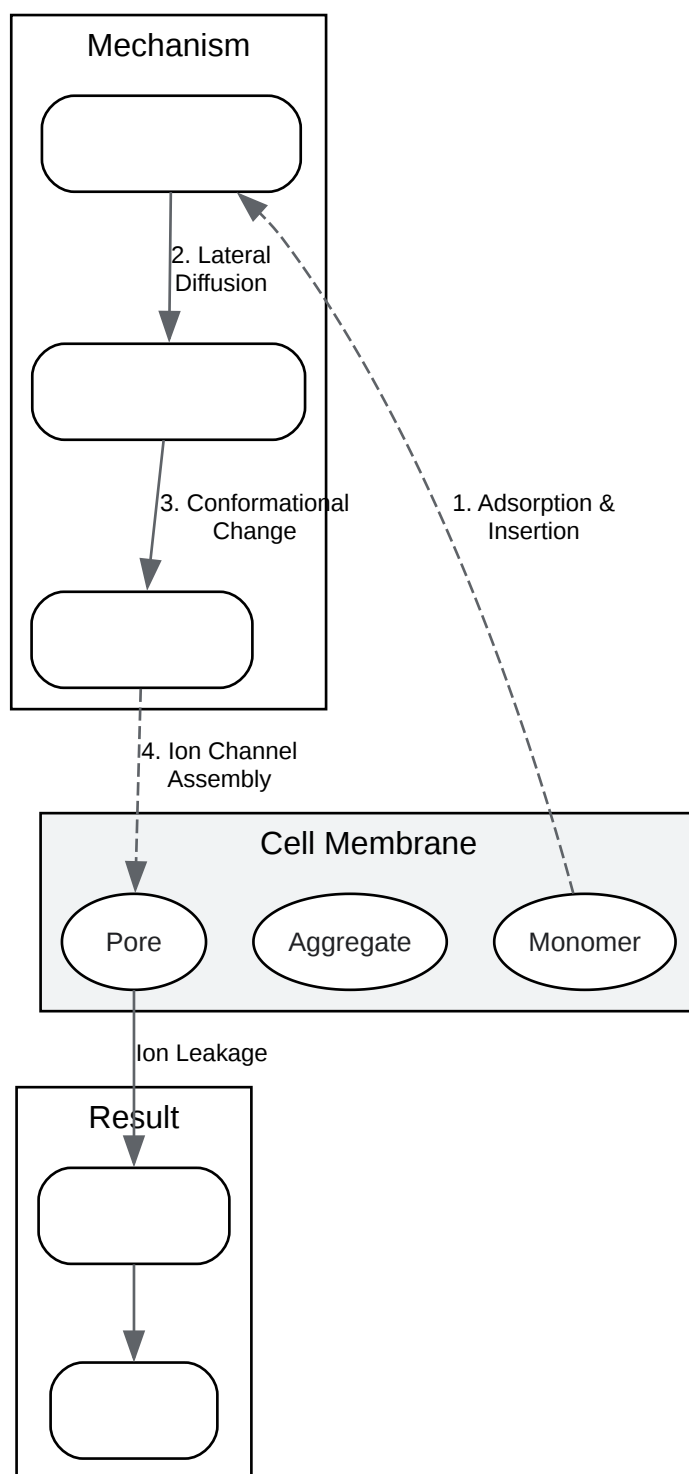 Mechanism
2. Lateral
Diffusion
3. Conformational
Change
1. Adsorption &
Insertion
4. Ion Channel
Assembly
Cell Membrane
Pore
Aggregate
Monomer
Ion Leakage
Result